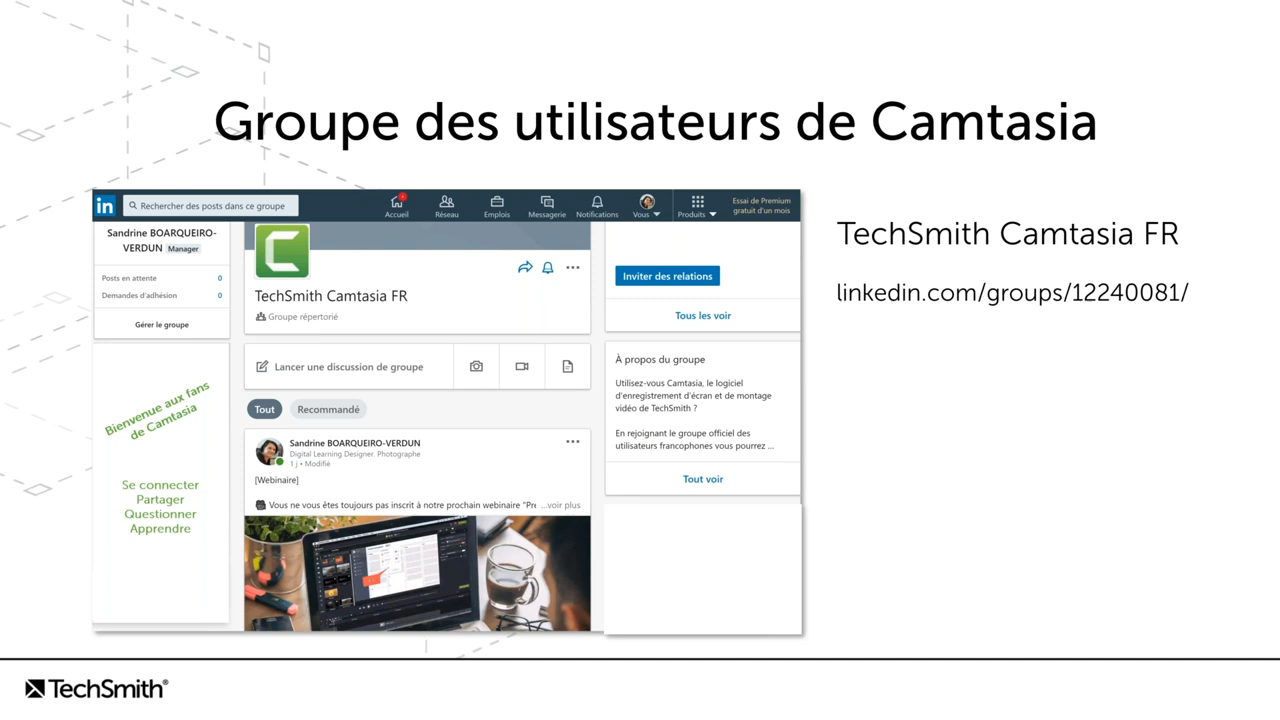 Groupe des utilisateurs de Camtasia
in
Rechercher des posts dans ce groupe
Accueil
Réseau
Emplois
Messagerie
Notifications
Vous
Produits
Essai de Premium
gratuit d'un mois
Sandrine BOARQUEIRO-
VERDUN Manager
Posts en attente 0
Demandes d'adhésion 0
Gérer le groupe
Bienvenue aux fans
de Camtasia
Se connecter
Partager
Questionner
Apprendre
TechSmith Camtasia FR
Groupe répertorié
Lancer une discussion de groupe
Tout
Recommandé
Sandrine BOARQUEIRO-VERDUN
Digital Learning Designer. Photographe
1 j • Modifié
[Webinaire]
Vous ne vous êtes toujours pas inscrit à notre prochain webinaire "Pre ...voir plus
Inviter des relations
Tous les voir
À propos du groupe
Utilisez-vous Camtasia, le logiciel
d'enregistrement d'écran et de montage
vidéo de TechSmith ?
En rejoignant le groupe officiel des
utilisateurs francophones vous pourrez ...
Tout voir
TechSmith Camtasia FR
linkedin.com/groups/12240081/
TechSmith®